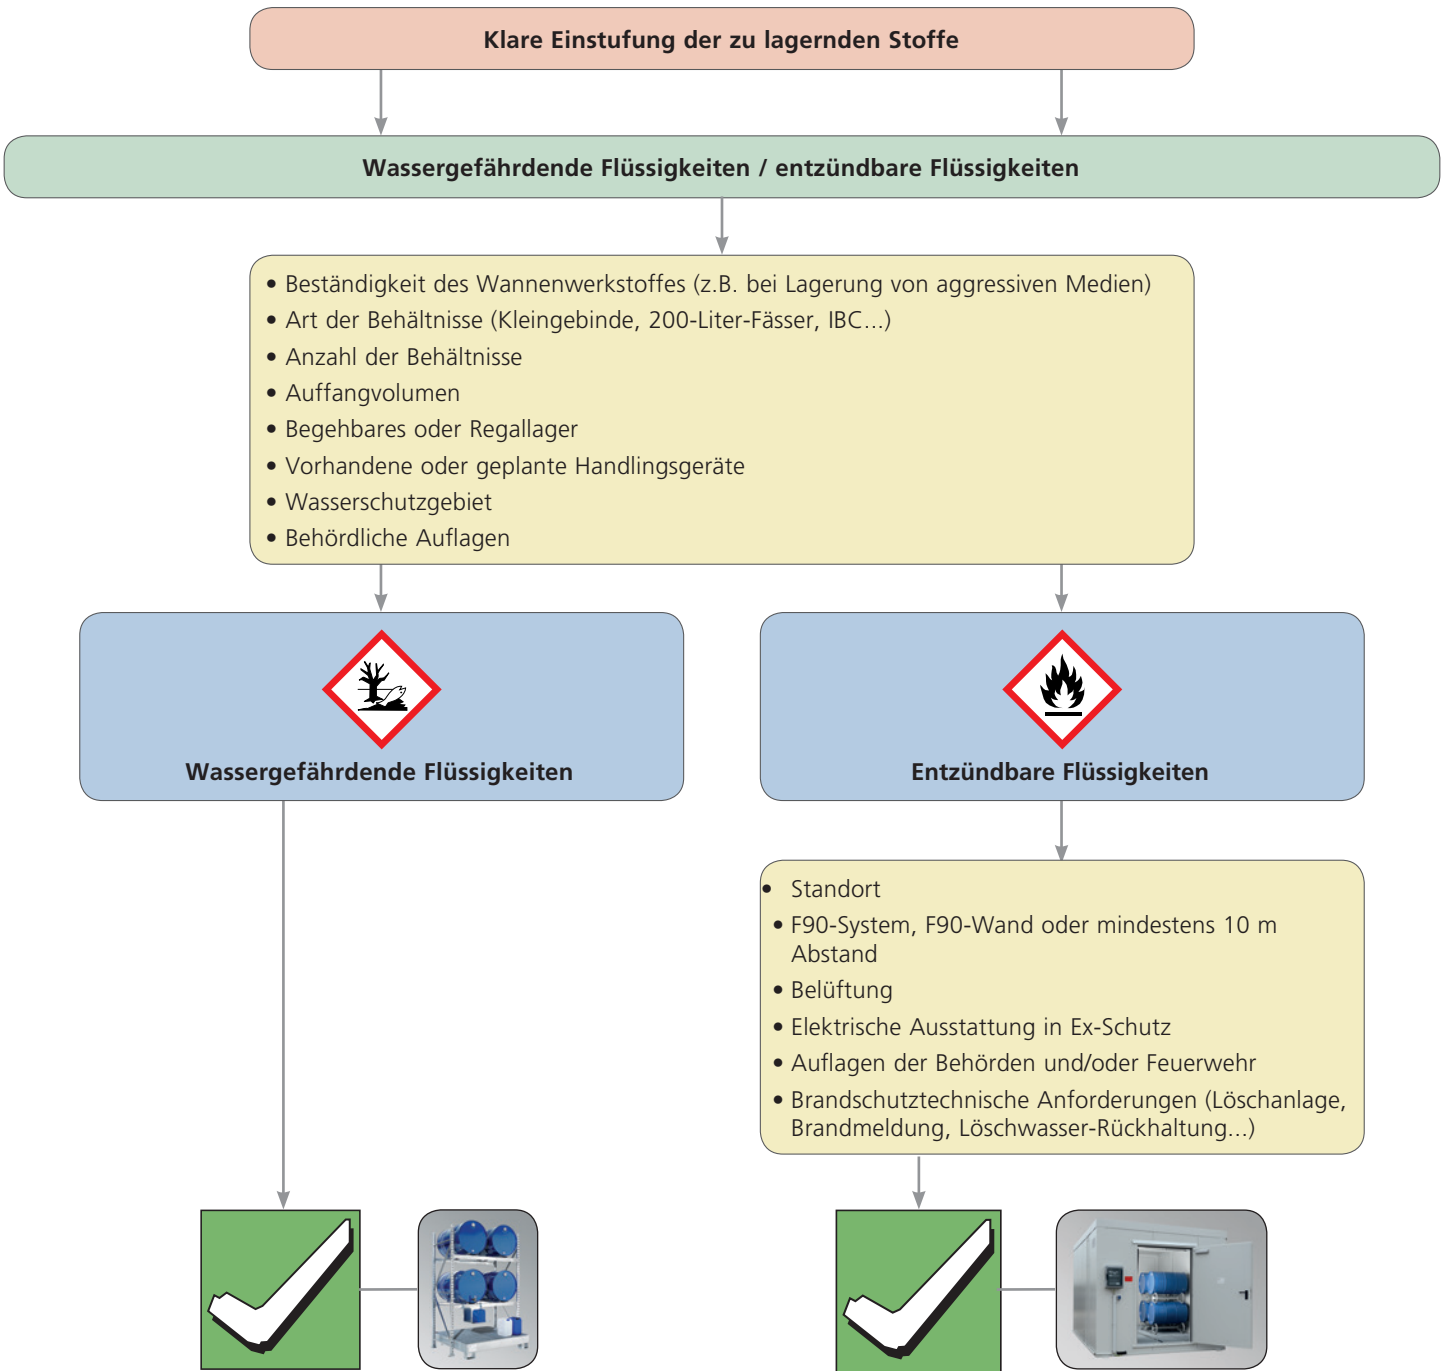 Klare Einstufung der zu lagernden Stoffe
Wassergefährdende Flüssigkeiten / entzündbare Flüssigkeiten
• Beständigkeit des Wannenwerkstoffes (z.B. bei Lagerung von aggressiven Medien)
• Art der Behältnisse (Kleingebinde, 200-Liter-Fässer, IBC...)
• Anzahl der Behältnisse
• Auffangvolumen
• Begehbares oder Regallager
• Vorhandene oder geplante Handlingsgeräte
• Wasserschutzgebiet
• Behördliche Auflagen
Wassergefährdende Flüssigkeiten
Entzündbare Flüssigkeiten
• Standort
• F90-System, F90-Wand oder mindestens 10 m
Abstand
• Belüftung
• Elektrische Ausstattung in Ex-Schutz
• Auflagen der Behörden und/oder Feuerwehr
• Brandschutztechnische Anforderungen (Löschanlage,
Brandmeldung, Löschwasser-Rückhaltung...)